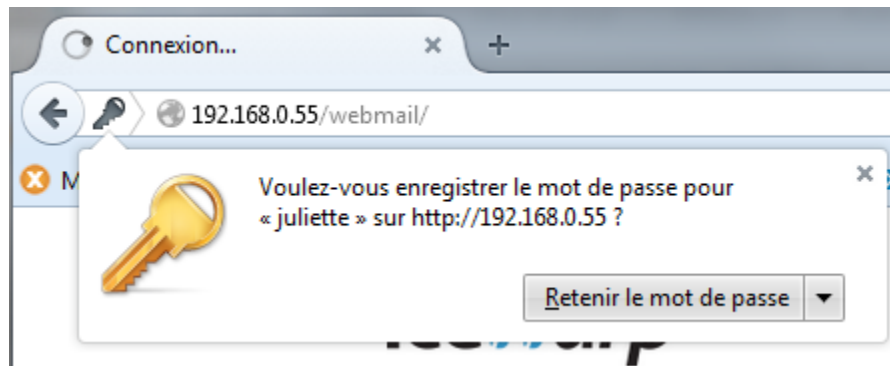 Connexion...
192.168.0.55/webmail/
M
Voulez-vous enregistrer le mot de passe pour
« juliette » sur http://192.168.0.55 ?
Retenir le mot de passe